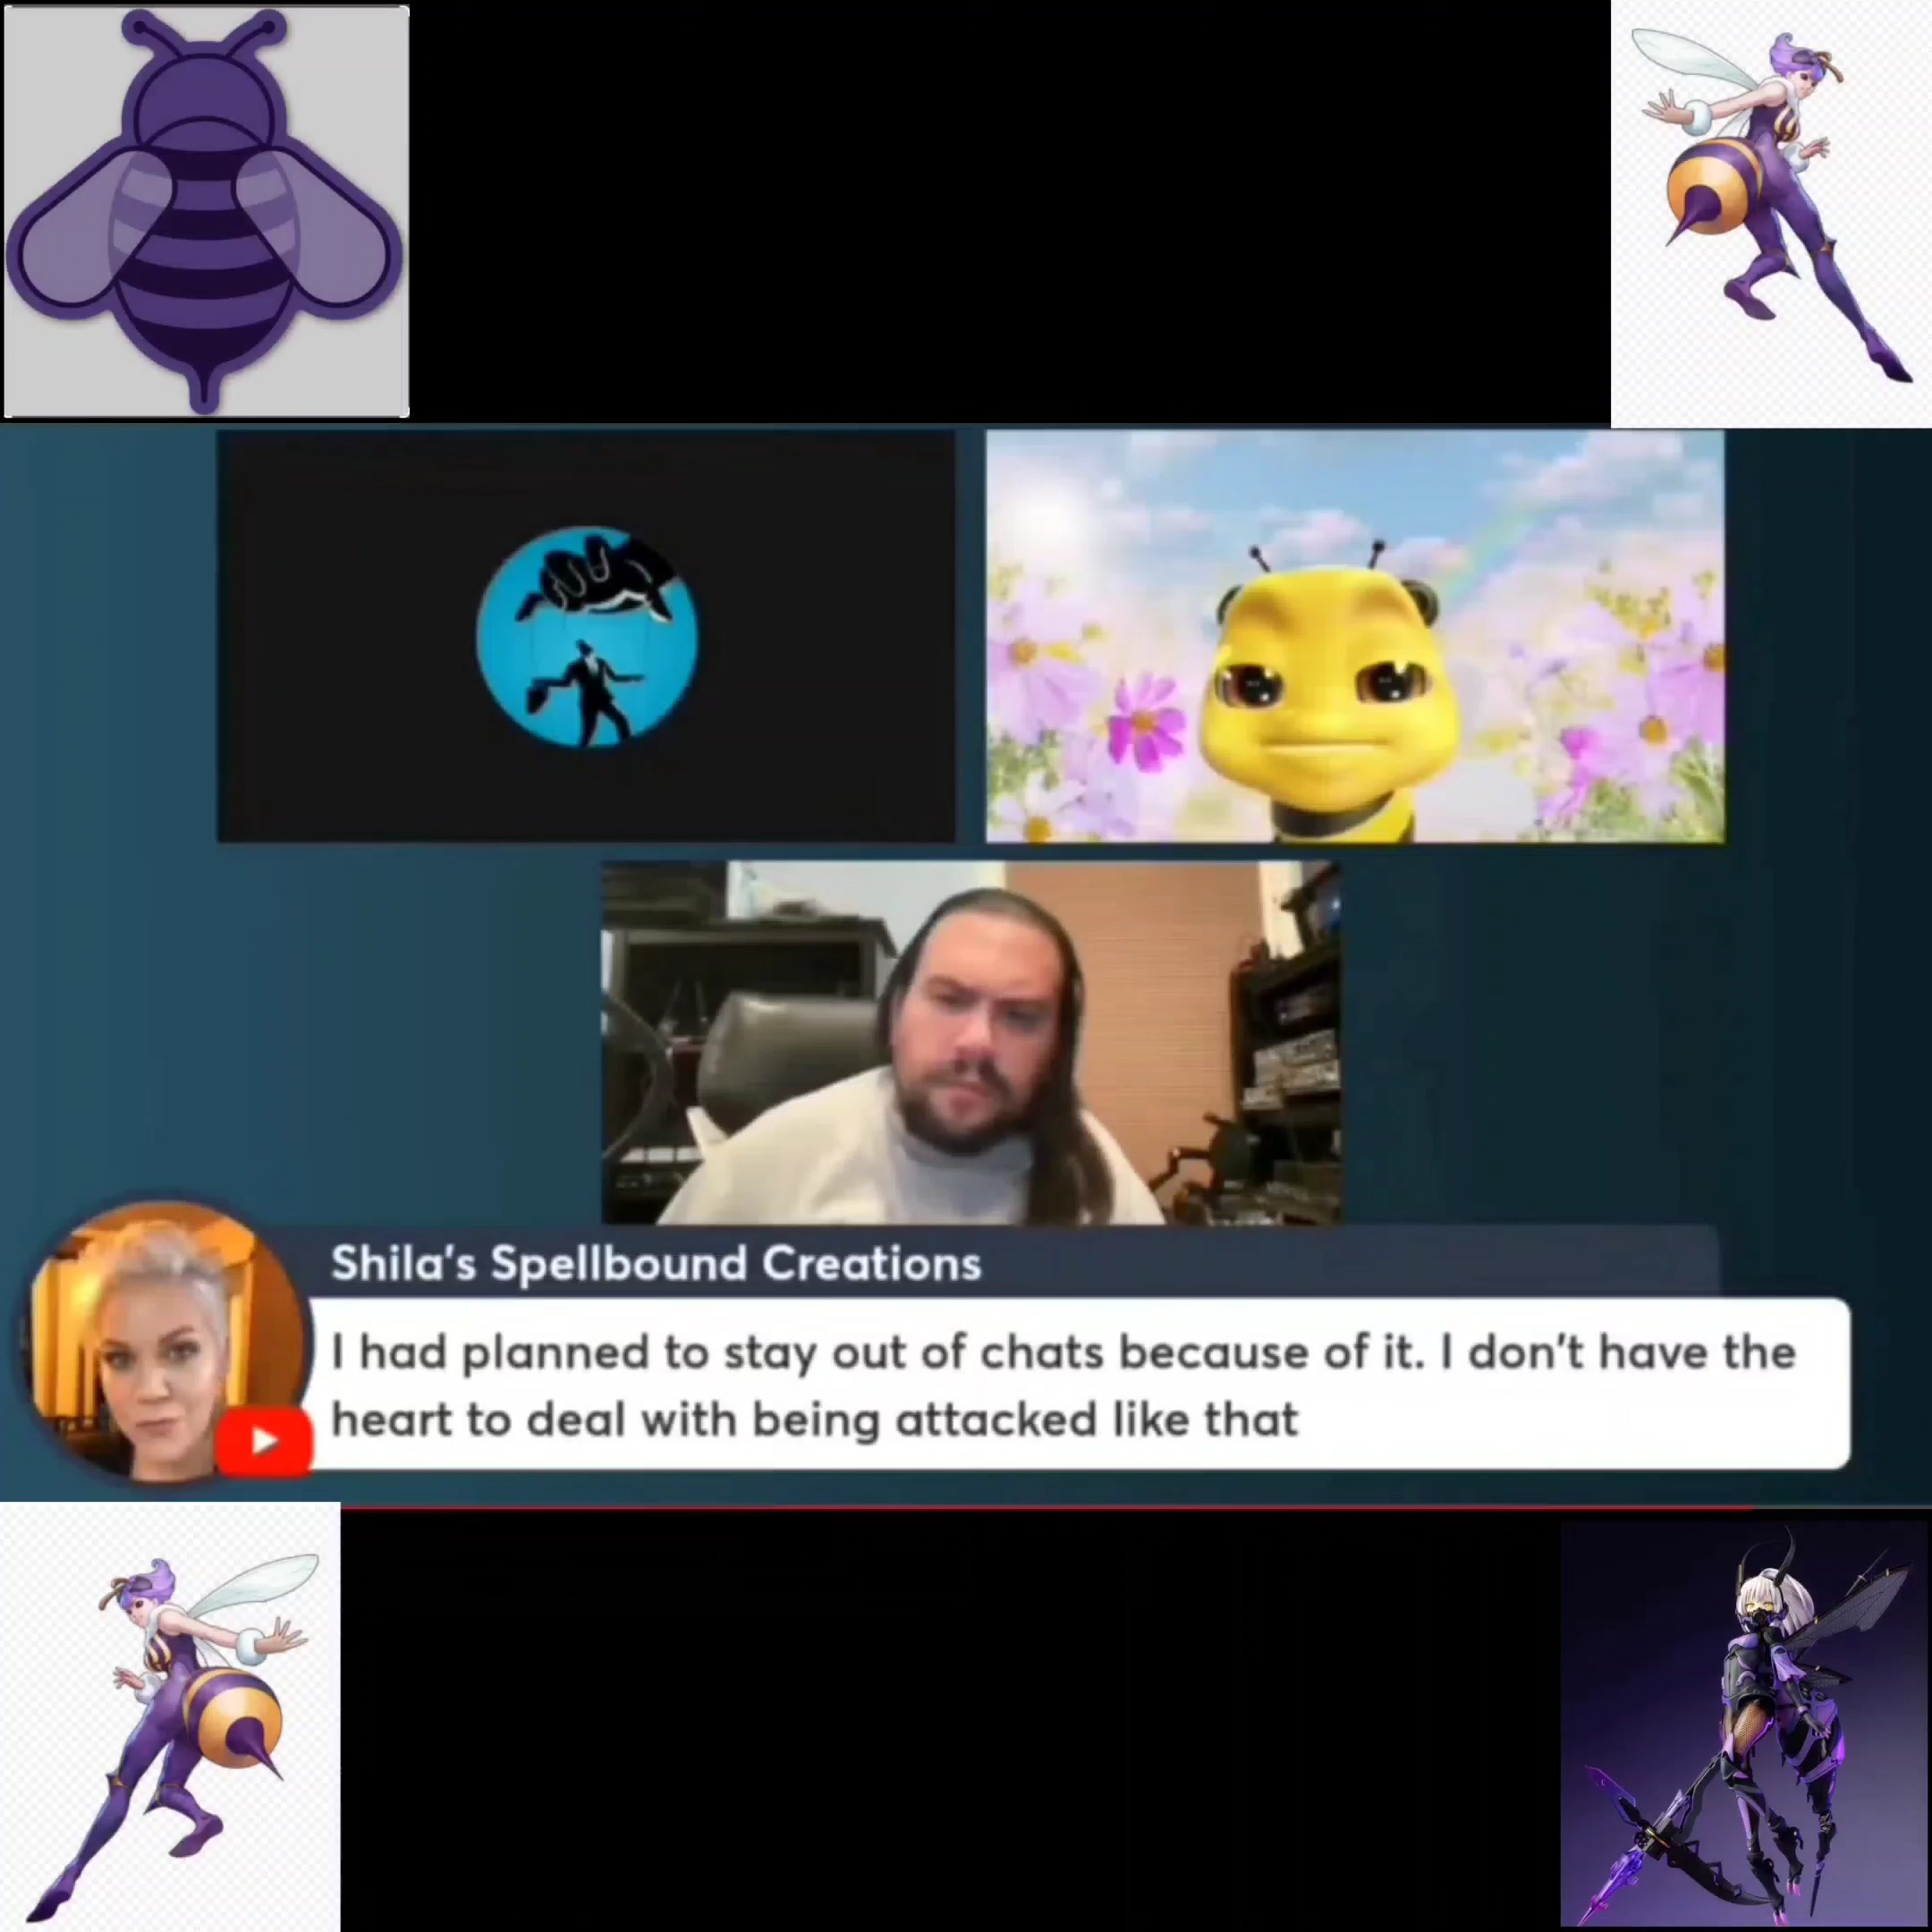 Shila's Spellbound Creations
I had planned to stay out of chats because of it. I don't have the
heart to deal with being attacked like that